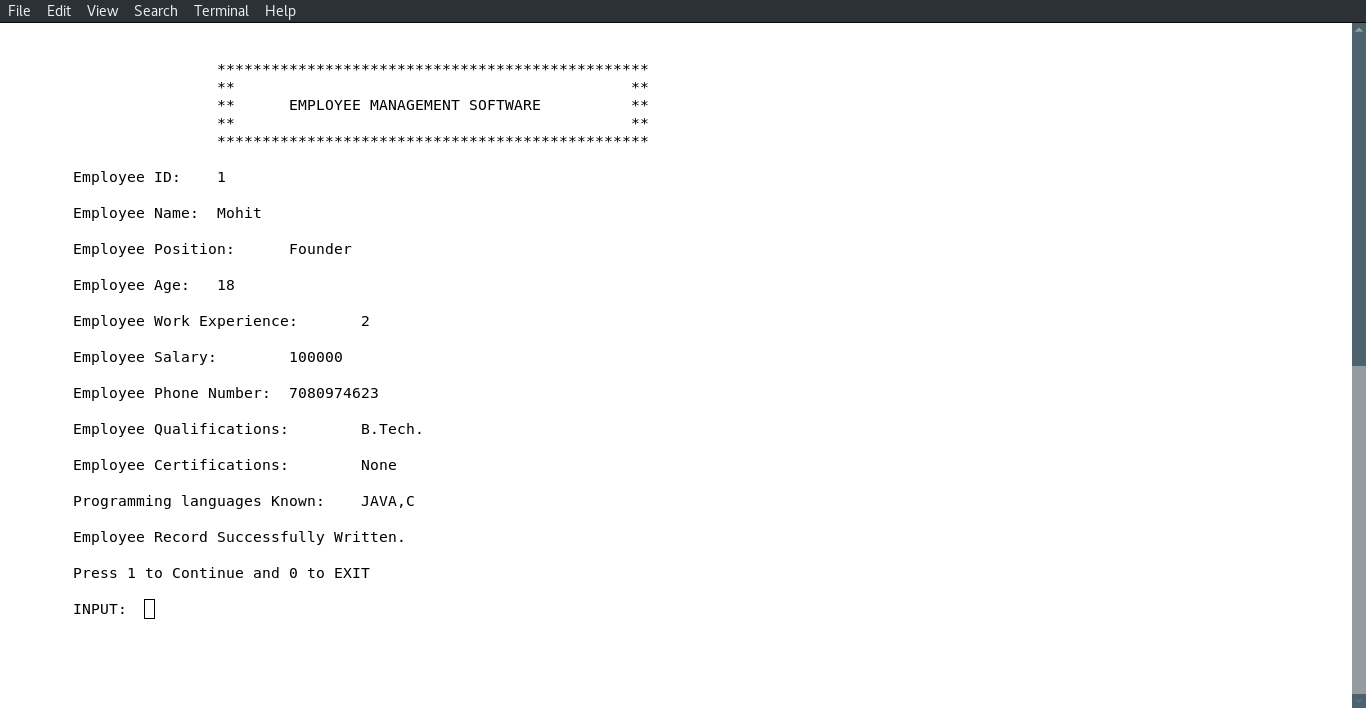 File Edit View Search Terminal Help
************************************************
** **
** EMPLOYEE MANAGEMENT SOFTWARE **
** **
************************************************
Employee ID: 1
Employee Name: Mohit
Employee Position: Founder
Employee Age: 18
Employee Work Experience: 2
Employee Salary: 100000
Employee Phone Number: 7080974623
Employee Qualifications: B.Tech.
Employee Certifications: None
Programming languages Known: JAVA,C
Employee Record Successfully Written.
Press 1 to Continue and 0 to EXIT
INPUT: